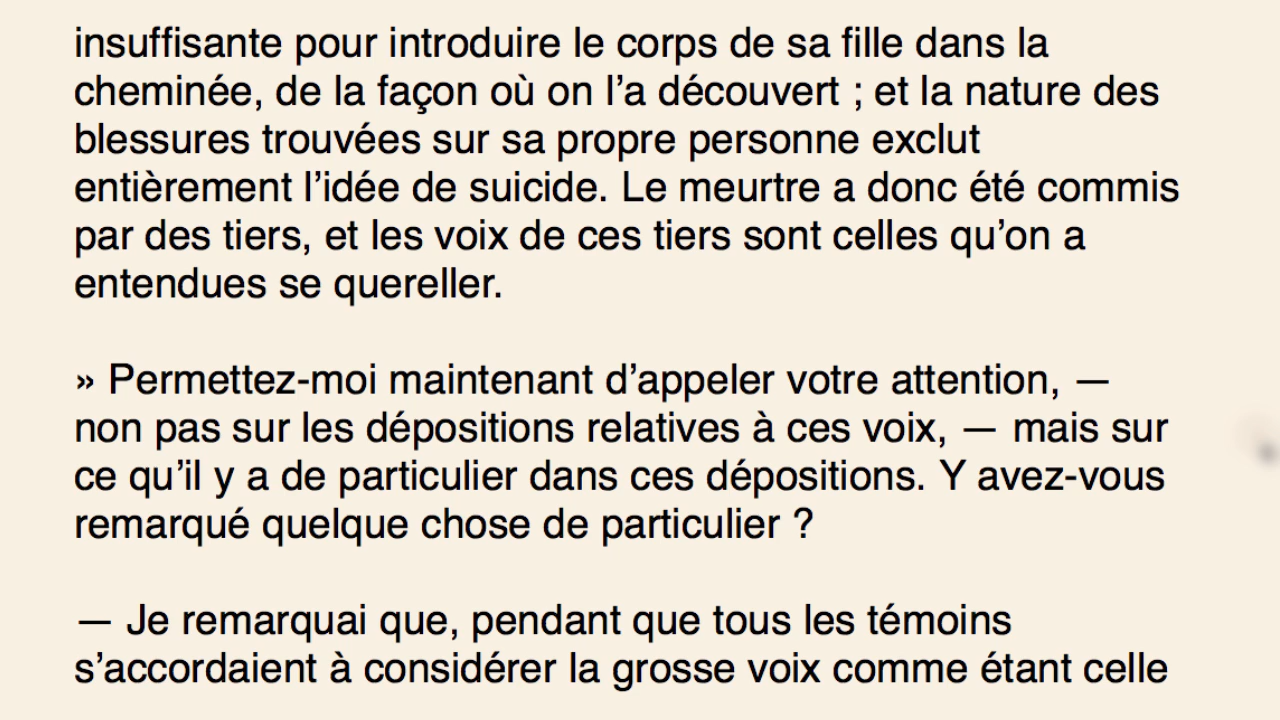 insuffisante pour introduire le corps de sa fille dans la
cheminée, de la façon où on l’a découvert ; et la nature des
blessures trouvées sur sa propre personne exclut
entièrement l’idée de suicide. Le meurtre a donc été commis
par des tiers, et les voix de ces tiers sont celles qu’on a
entendues se quereller.
» Permettez-moi maintenant d’appeler votre attention, —
non pas sur les dépositions relatives à ces voix, — mais sur
ce qu’il y a de particulier dans ces dépositions. Y avez-vous
remarqué quelque chose de particulier ?
— Je remarquai que, pendant que tous les témoins
s’accordaient à considérer la grosse voix comme étant celle